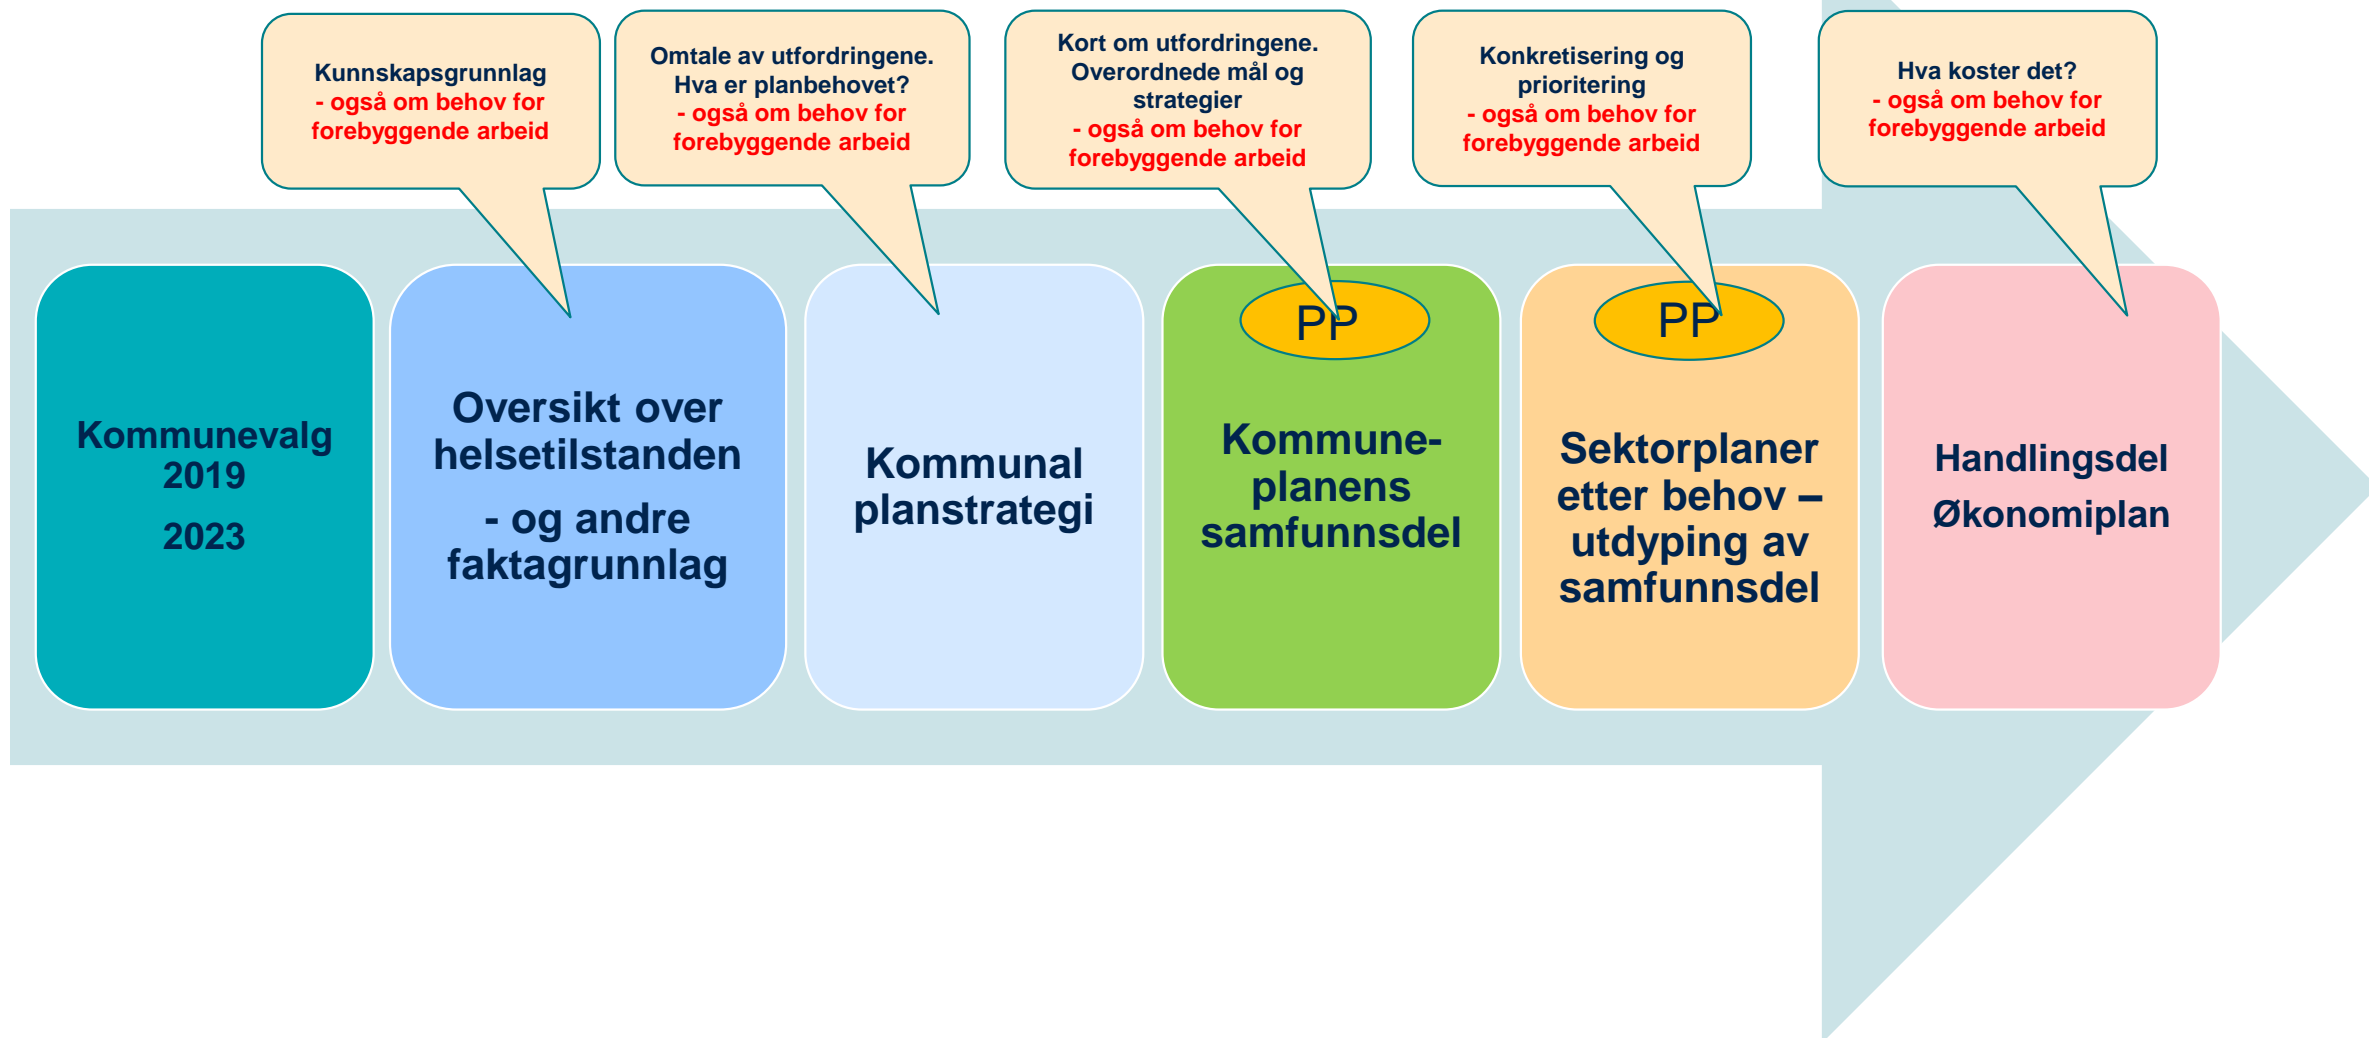 Kunnskapsgrunnlag
- også om behov for
forebyggende arbeid
Omtale av utfordringene.
Hva er planbehovet?
- også om behov for
forebyggende arbeid
Kort om utfordringene.
Overordnede mål og
strategier
- også om behov for
forebyggende arbeid
Konkretisering og
prioritering
- også om behov for
forebyggende arbeid
Hva koster det?
- også om behov for
forebyggende arbeid
Kommunevalg
2019
2023
Oversikt over
helsetilstanden
- og andre
faktagrunnlag
Kommunal
planstrategi
PP
Kommune-
planens
samfunnsdel
PP
Sektorplaner
etter behov –
utdyping av
samfunnsdel
Handlingsdel
Økonomiplan